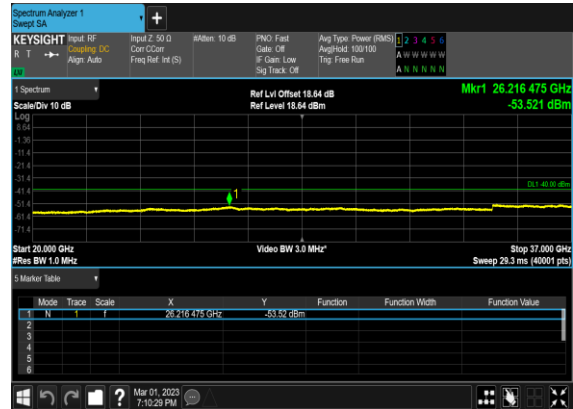 Spectrum Analyzer 1
Swept SA
KEYSIGHT Input: RF Input Z: 50 Ω #Atten: 10 dB PNO: Fast Avg Type: Power (RMS) 1 2 3 4 5 6
R T Coupling: DC Corr CCorr Gate: Off Avg|Hold: 100/100 A W W W W W
Align: Auto Freq Ref: Int (S) IF Gain: Low Trig: Free Run
Sig Track: Off A N N N N N
1 Spectrum Ref Lvl Offset 18.64 dB Mkr1 26.216 475 GHz
Scale/Div 10 dB Ref Level 18.64 dBm -53.521 dBm
Log
8.64
-1.36
-11.4
-21.4
-31.4
DL1 -40.00 dBm
-41.4
1
-51.4
-61.4
-71.4
Start 20.000 GHz Video BW 3.0 MHz* Stop 37.000 GHz
#Res BW 1.0 MHz Sweep 29.3 ms (40001 pts)
5 Marker Table
Mode Trace Scale X Y Function Function Width Function Value
1 N 1 f 26.216 475 GHz -53.52 dBm
2
3
4
5
6
? Mar 01, 2023
7:10:29 PM